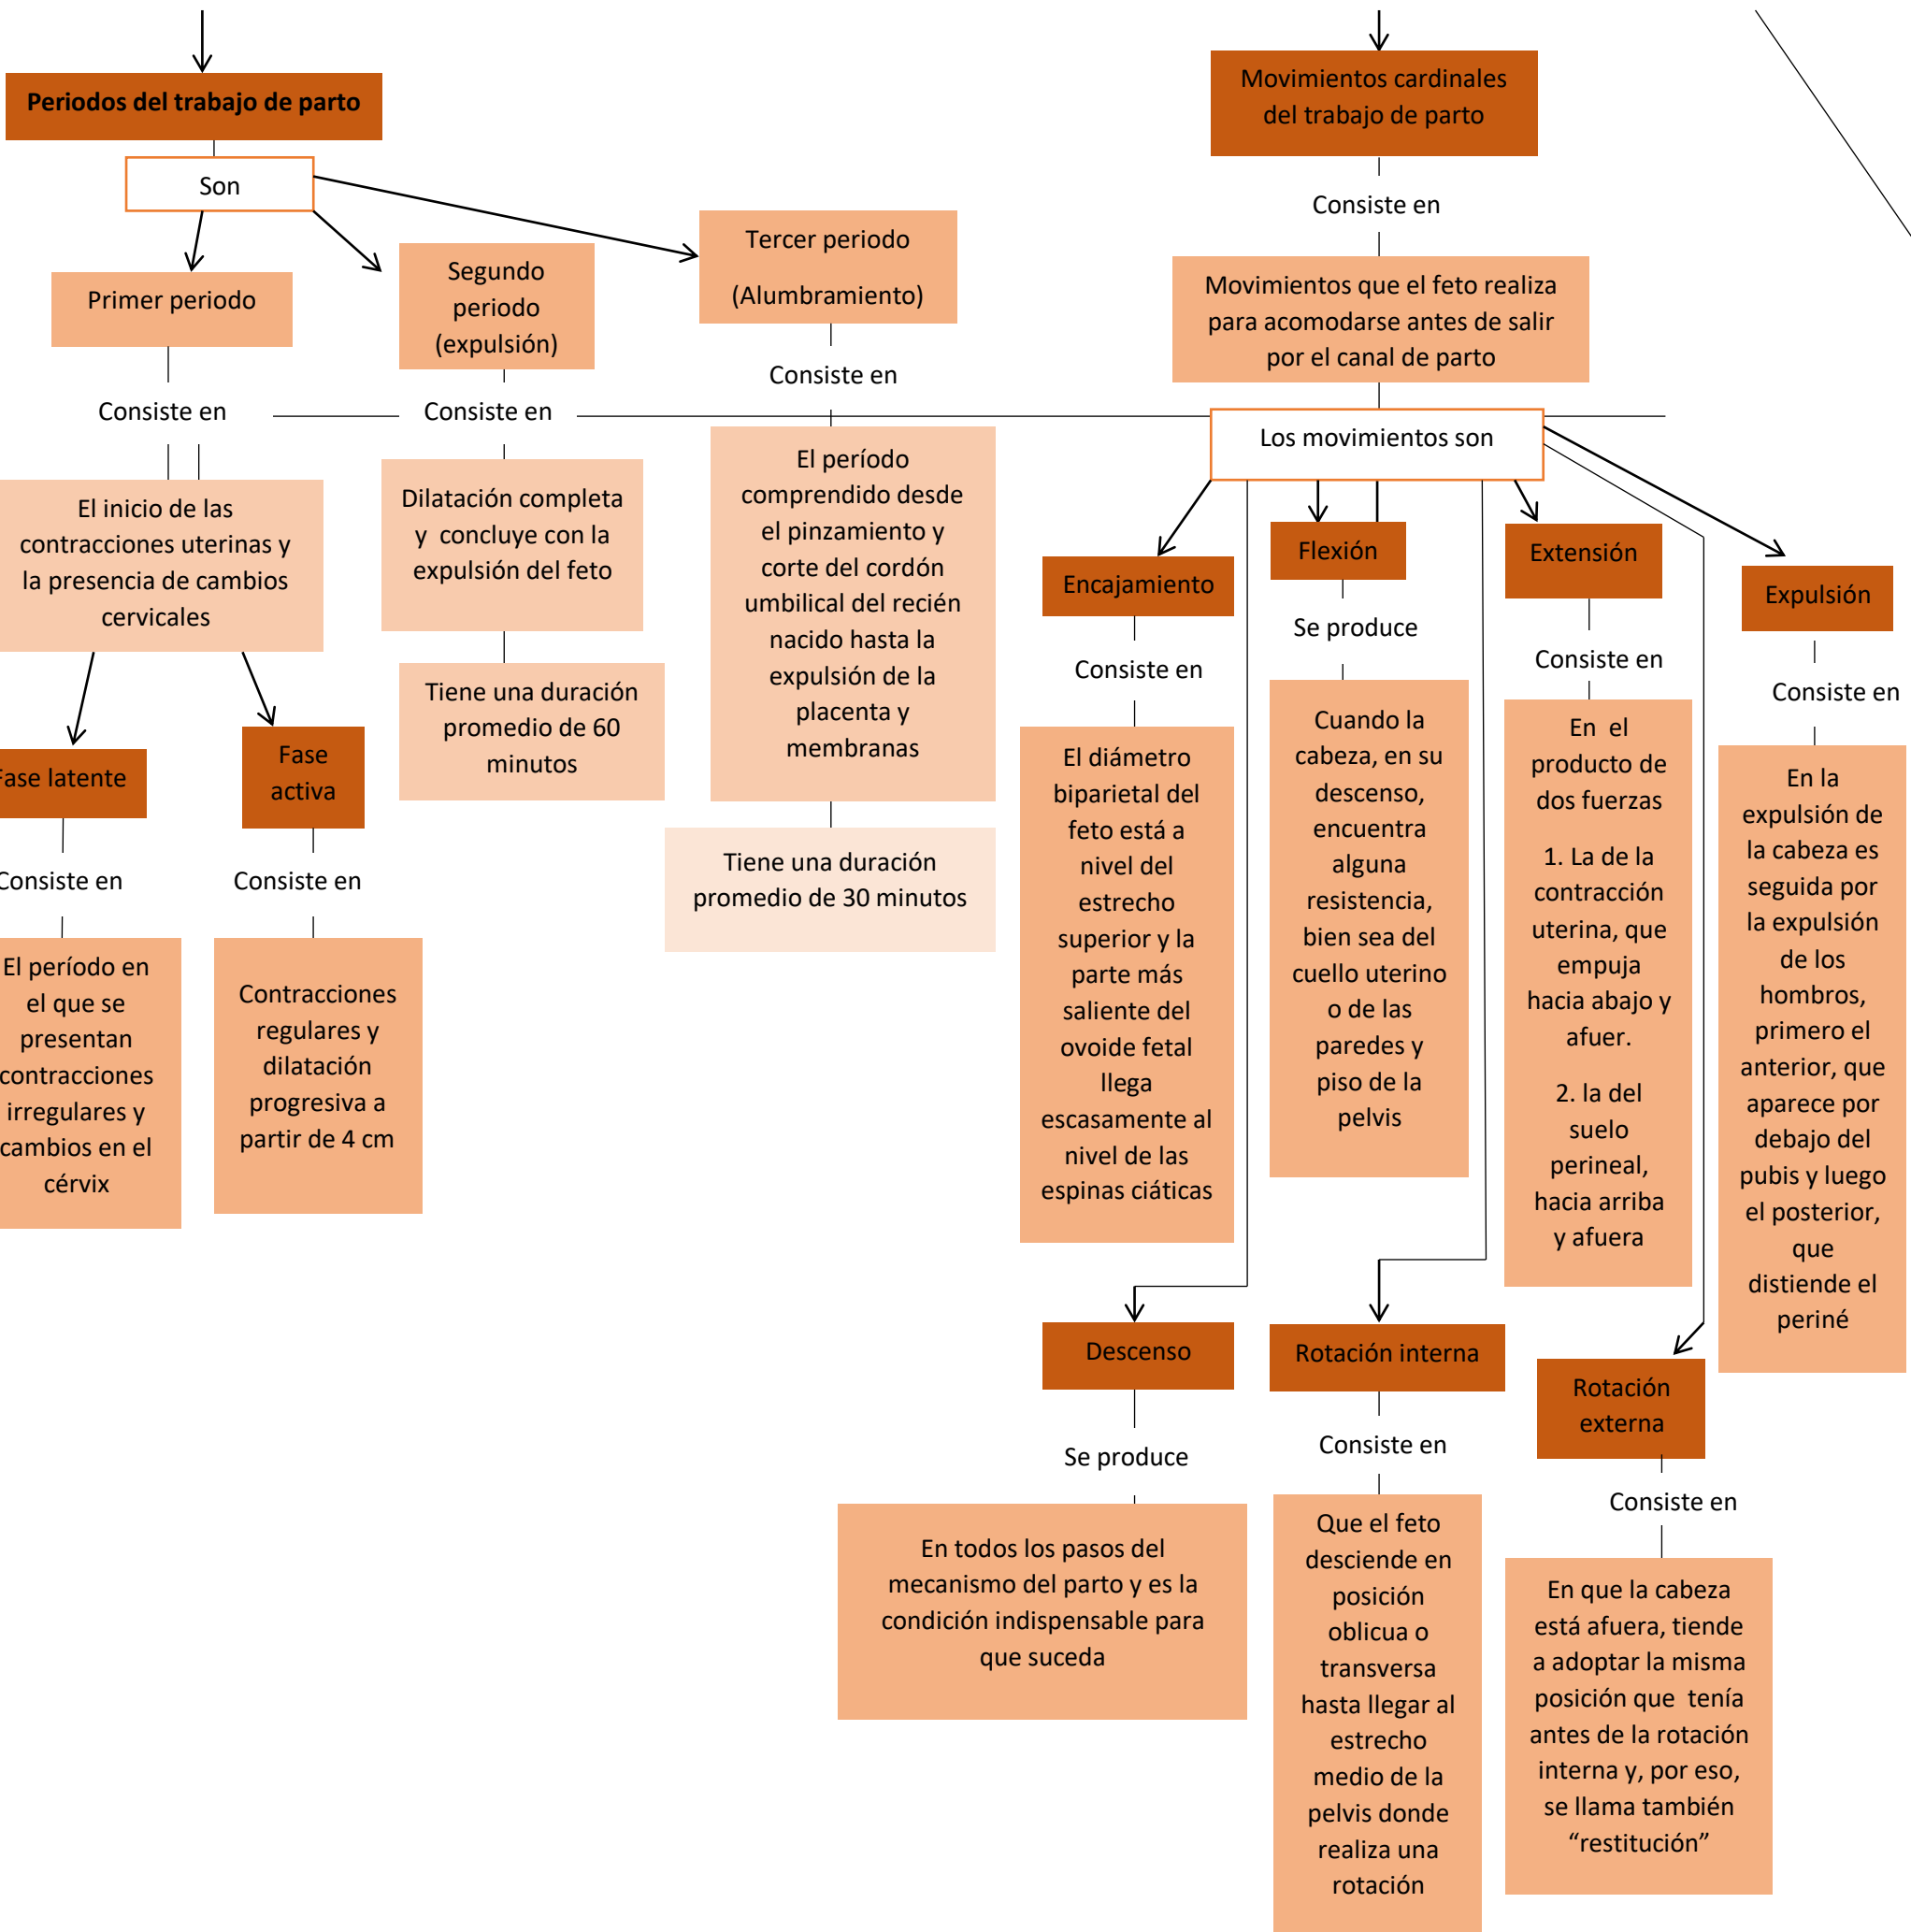 Periodos del trabajo de parto
Son
Primer periodo
Consiste en
El inicio de las
contracciones uterinas y
la presencia de cambios
cervicales
Fase latente
Consiste en
El período en
el que se
presentan
contracciones
irregulares y
cambios en el
cérvix
Fase
activa
Consiste en
Contracciones
regulares y
dilatación
progresiva a
partir de 4 cm
Segundo
periodo
(expulsión)
Consiste en
Dilatación completa
y concluye con la
expulsión del feto
Tiene una duración
promedio de 60
minutos
Tercer periodo
(Alumbramiento)
Consiste en
El período
comprendido desde
el pinzamiento y
corte del cordón
umbilical del recién
nacido hasta la
expulsión de la
placenta y
membranas
Tiene una duración
promedio de 30 minutos
Movimientos cardinales
del trabajo de parto
Consiste en
Movimientos que el feto realiza
para acomodarse antes de salir
por el canal de parto
Los movimientos son
Encajamiento
Consiste en
El diámetro
biparietal del
feto está a
nivel del
estrecho
superior y la
parte más
saliente del
ovoide fetal
llega
escasamente al
nivel de las
espinas ciáticas
Flexión
Se produce
Cuando la
cabeza, en su
descenso,
encuentra
alguna
resistencia,
bien sea del
cuello uterino
o de las
paredes y
piso de la
pelvis
Extensión
Consiste en
En el
producto de
dos fuerzas
1. La de la
contracción
uterina, que
empuja
hacia abajo y
afuer.
2. la del
suelo
perineal,
hacia arriba
y afuera
Expulsión
Consiste en
En la
expulsión de
la cabeza es
seguida por
la expulsión
de los
hombros,
primero el
anterior, que
aparece por
debajo del
pubis y luego
el posterior,
que
distiende el
periné
Descenso
Se produce
En todos los pasos del
mecanismo del parto y es la
condición indispensable para
que suceda
Rotación interna
Consiste en
Que el feto
desciende en
posición
oblicua o
transversa
hasta llegar al
estrecho
medio de la
pelvis donde
realiza una
rotación
Rotación
externa
Consiste en
En que la cabeza
está afuera, tiende
a adoptar la misma
posición que tenía
antes de la rotación
interna y, por eso,
se llama también
“restitución”